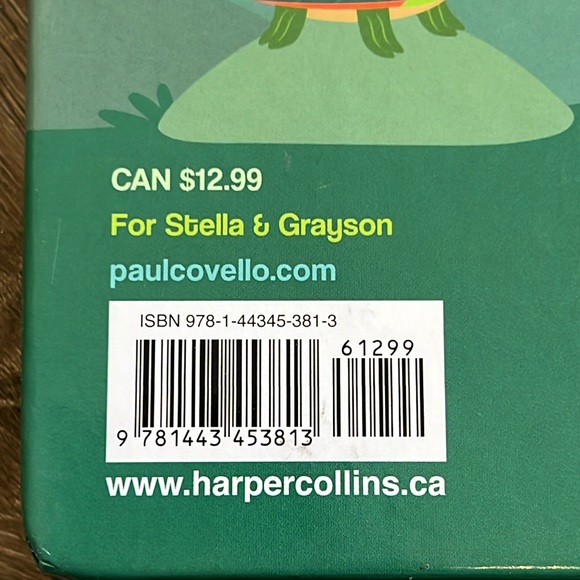 CAN $12.99
For Stella & Grayson
paulcovello.com
ISBN 978-1-44345-381-3
61299
9 781443 453813
www.harpercollins.ca